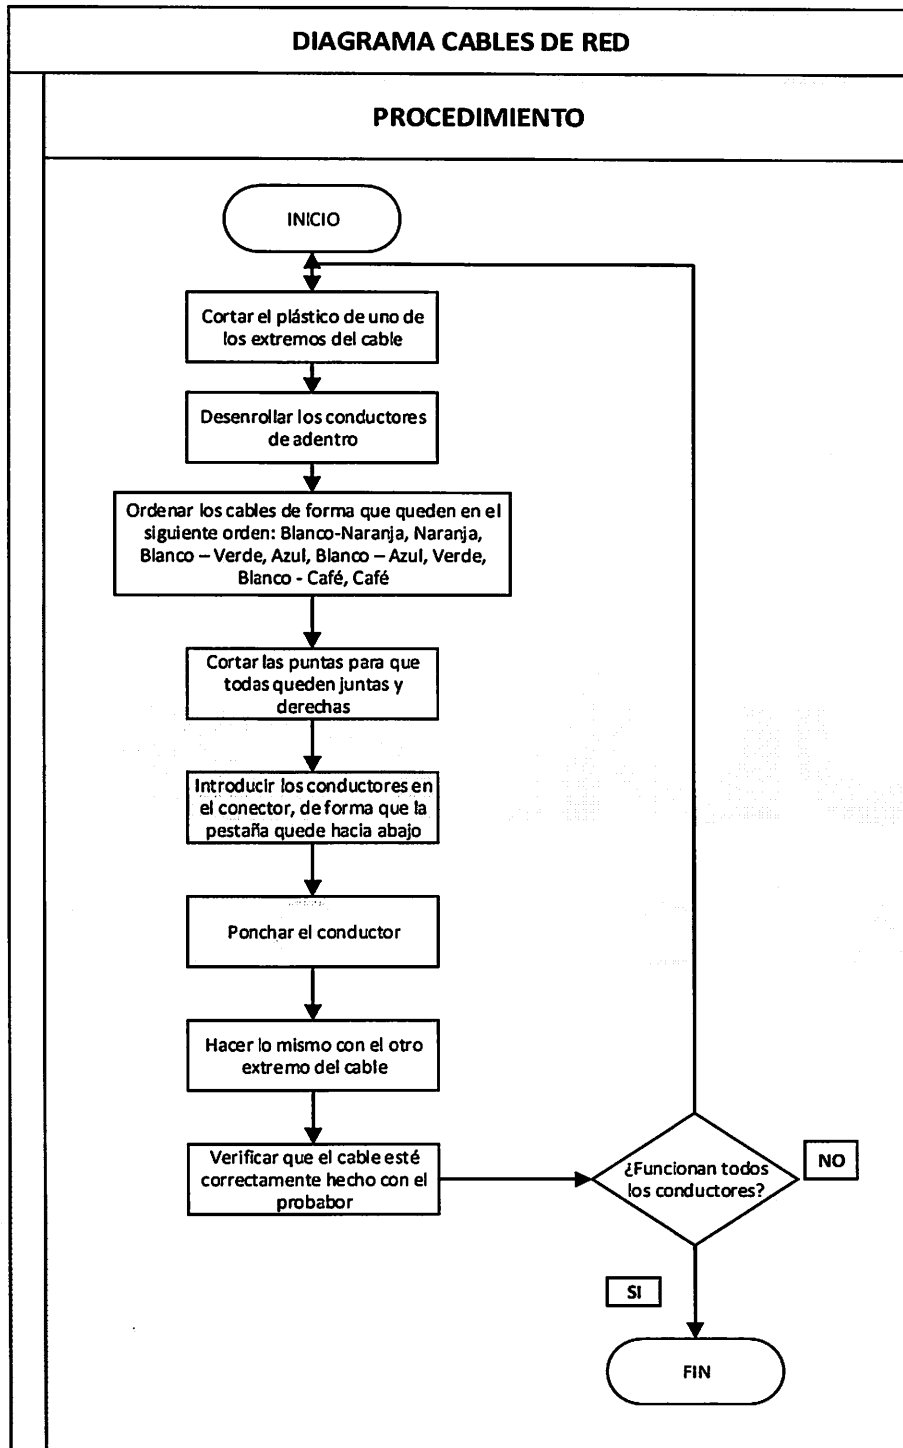 DIAGRAMA CABLES DE RED
PROCEDIMIENTO
INICIO
Cortar el plástico de uno de
los extremos del cable
Desenrollar los conductores
de adentro
Ordenar los cables de forma que queden en el
siguiente orden: Blanco-Naranja, Naranja,
Blanco – Verde, Azul, Blanco – Azul, Verde,
Blanco - Café, Café
Cortar las puntas para que
todas queden juntas y
derechas
Introducir los conductores en
el conector, de forma que la
pestaña quede hacia abajo
Ponchar el conductor
Hacer lo mismo con el otro
extremo del cable
Verificar que el cable esté
correctamente hecho con el
probabor
¿Funcionan todos
los conductores?
NO
SI
FIN